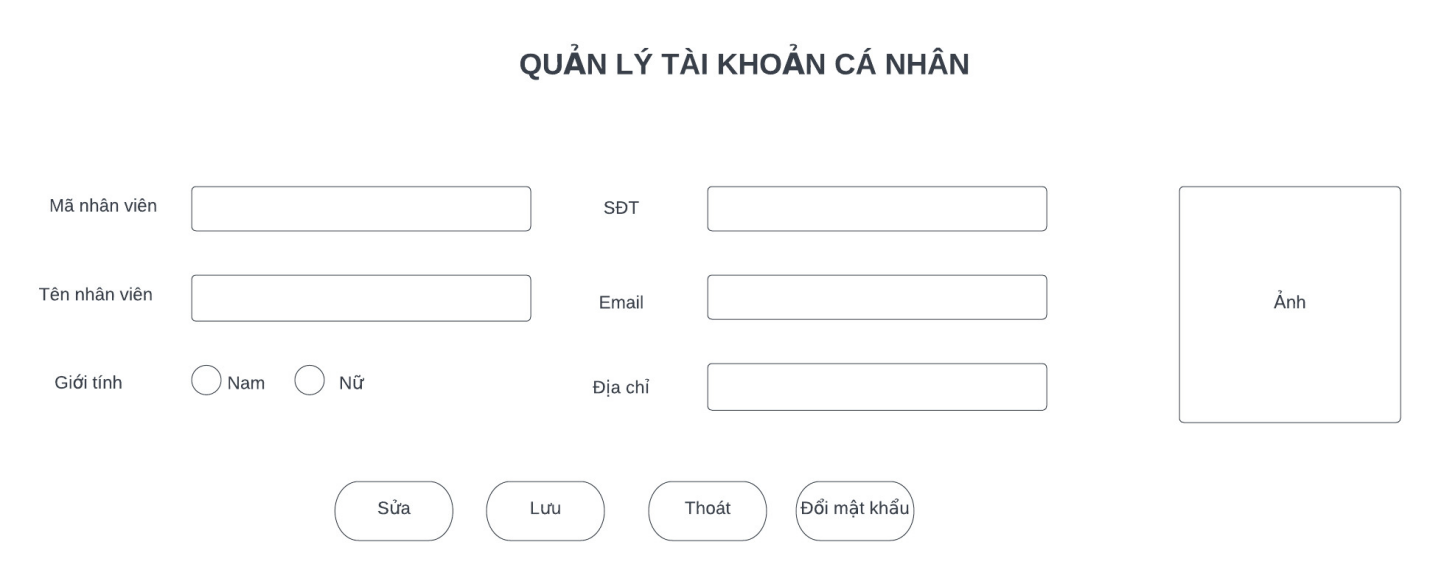 QUẢN LÝ TÀI KHOẢN CÁ NHÂN
Mã nhân viên
SĐT
Tên nhân viên
Email
Ảnh
Giới tính
Nam
Nữ
Địa chỉ
Sửa
Lưu
Thoát
Đổi mật khẩu